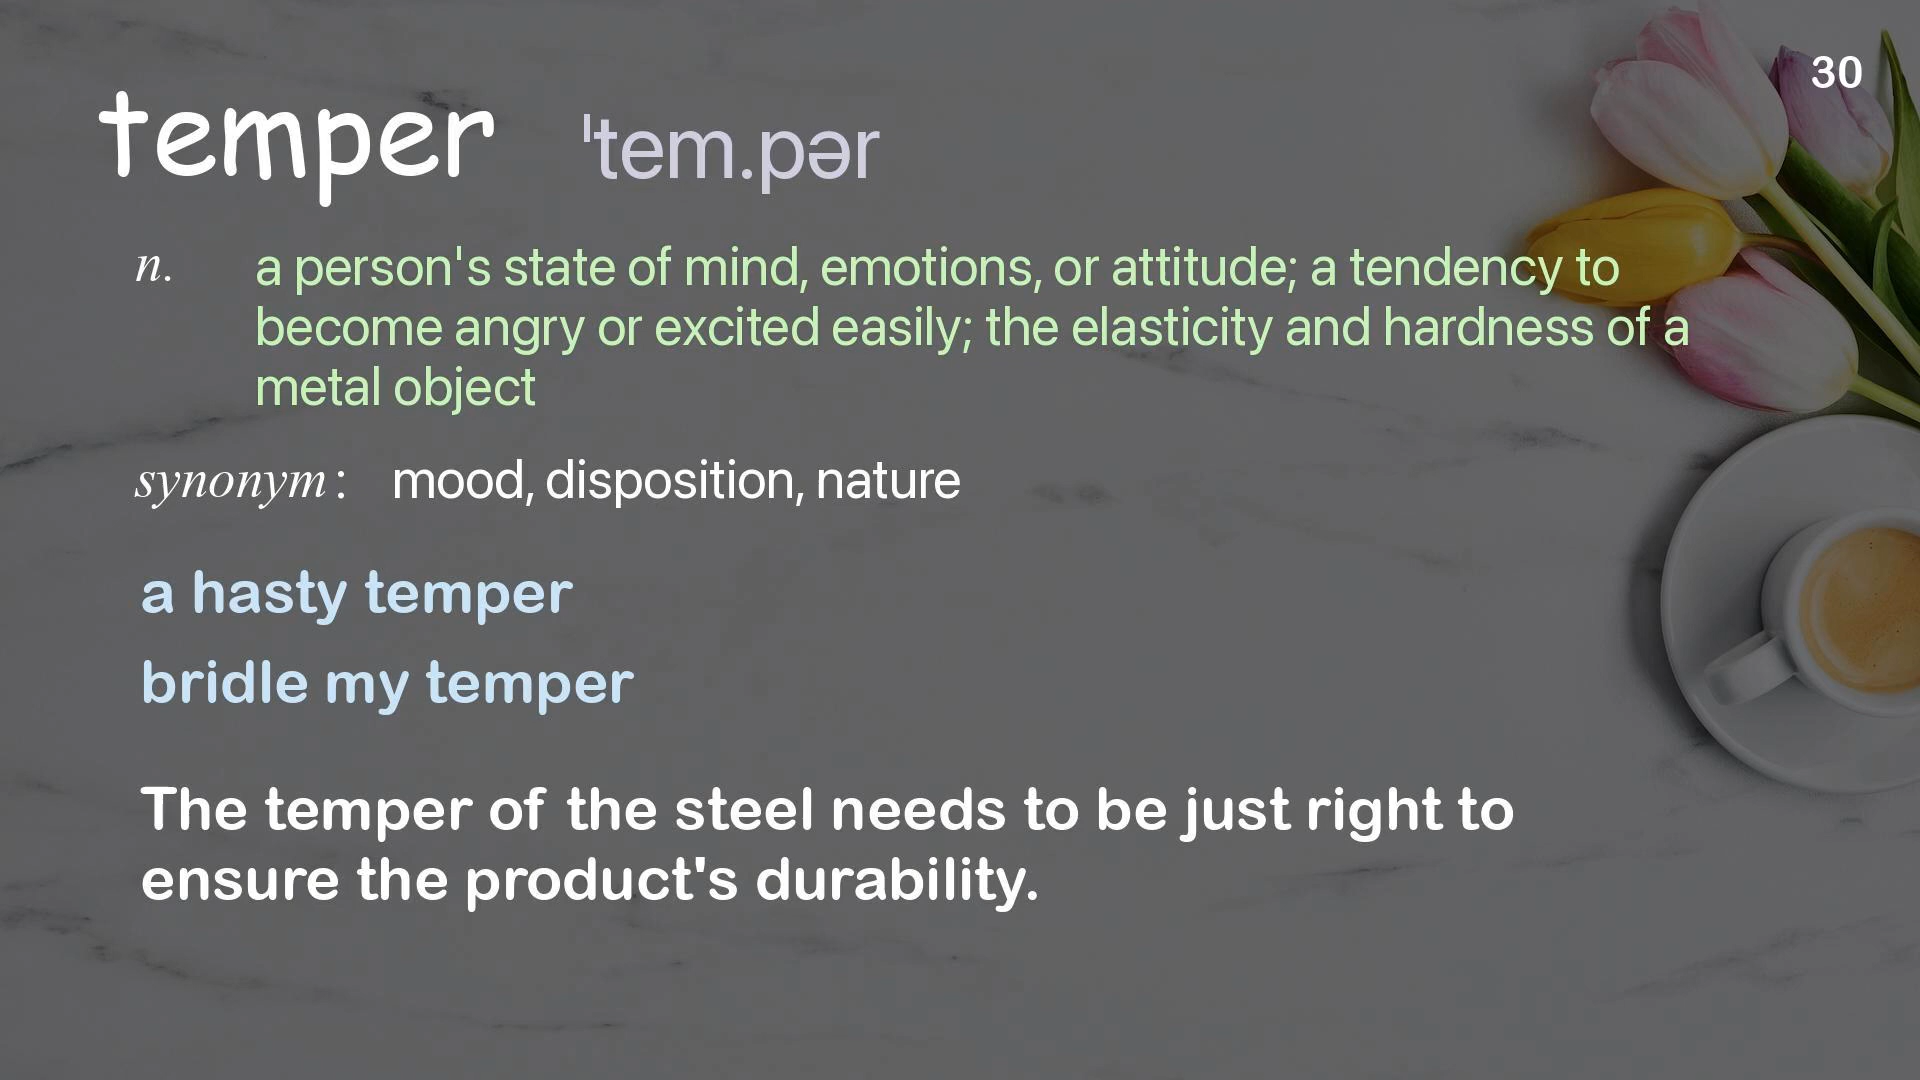 30
temper ˈtem.pər
n. a person's state of mind, emotions, or attitude; a tendency to
become angry or excited easily; the elasticity and hardness of a
metal object
synonym: mood, disposition, nature
a hasty temper
bridle my temper
The temper of the steel needs to be just right to
ensure the product's durability.